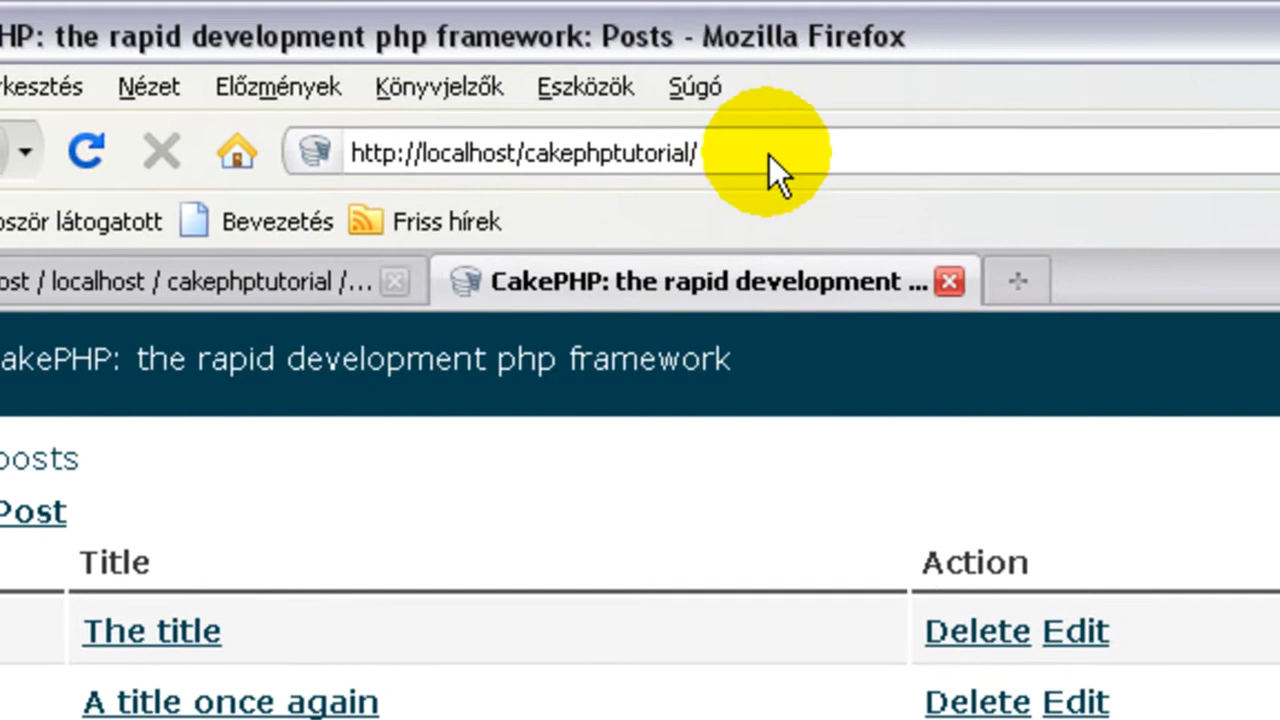 HP: the rapid development php framework: Posts - Mozilla Firefox
rkesztés Nézet Előzmények Könyvjelzők Eszközök Súgó
http://localhost/cakephptutorial/
oször látogatott Bevezetés Friss hírek
ost / localhost / cakephptutorial /... CakePHP: the rapid development ...
akePHP: the rapid development php framework
posts
Post
Title Action
The title Delete Edit
A title once again Delete Edit